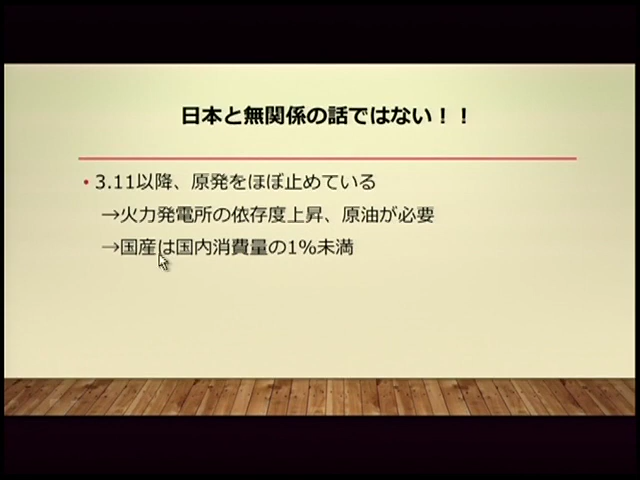 日本と無関係の話ではない！！
• 3.11以降、原発をほぼ止めている
→火力発電所の依存度上昇、原油が必要
→国産は国内消費量の1%未満